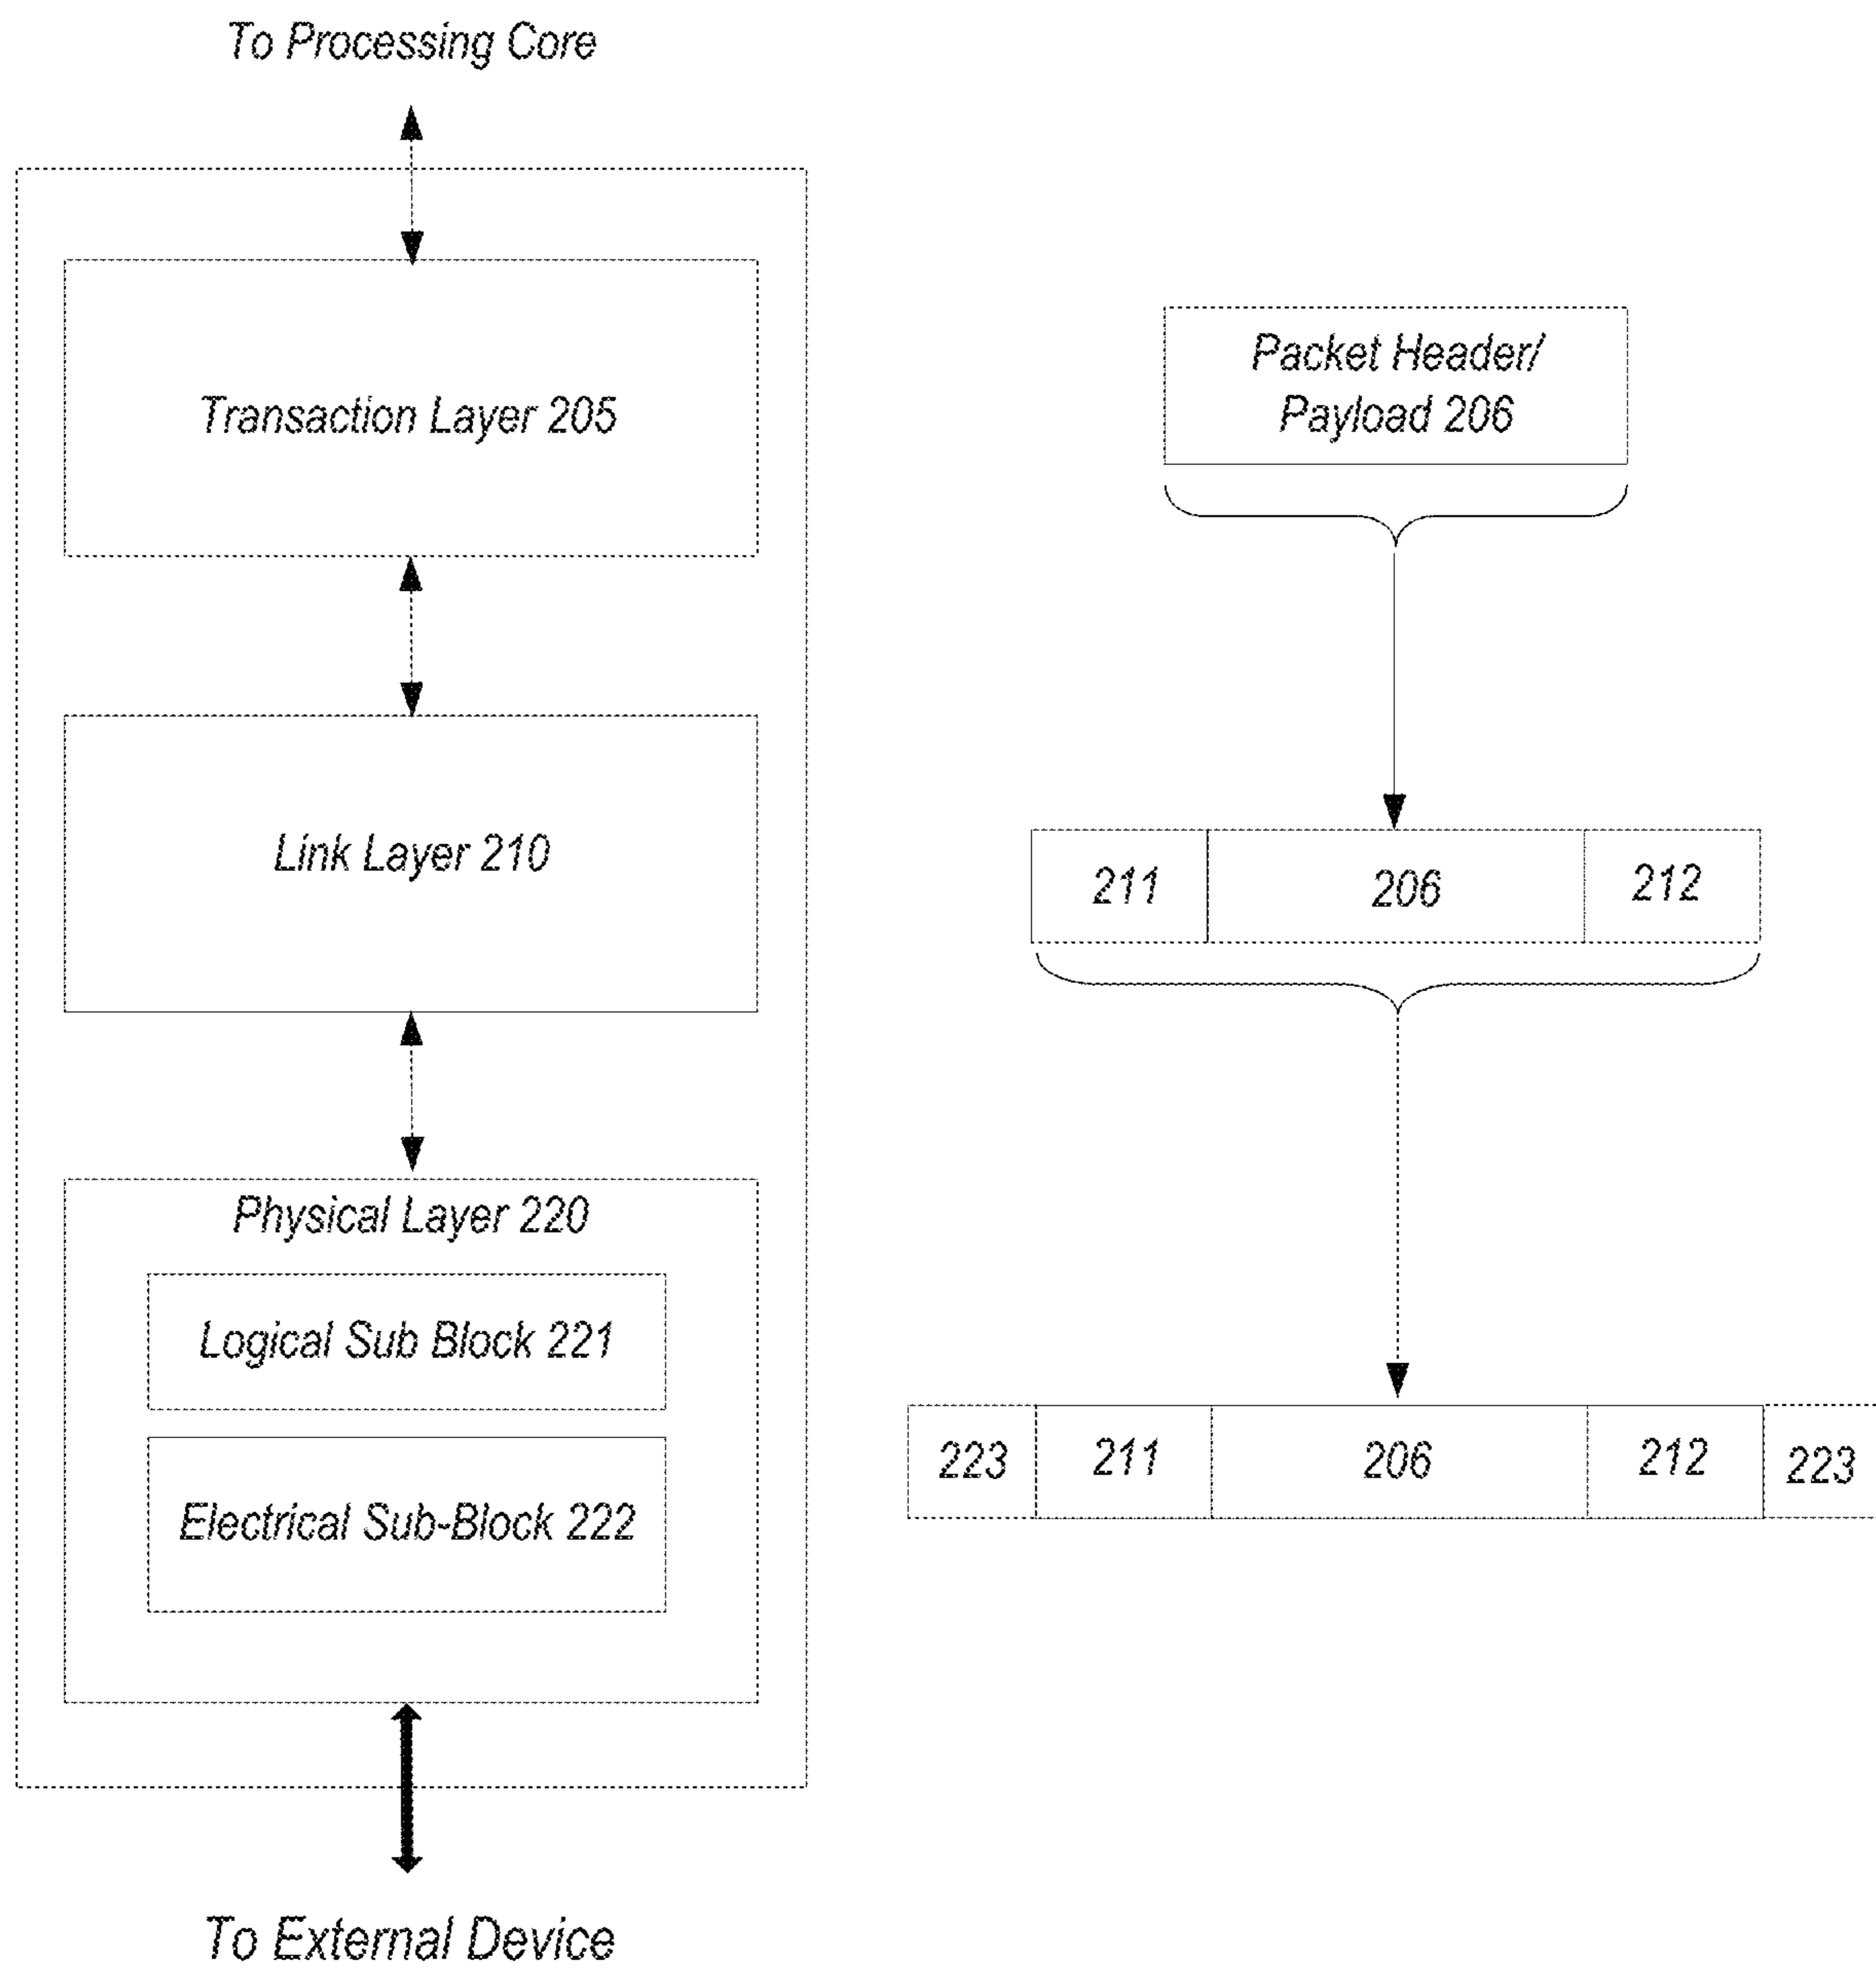 To Processing Core
Transaction Layer 205
Packet Header/
Payload 206
Link Layer 210
211 206 212
Physical Layer 220
Logical Sub Block 221
Electrical Sub-Block 222
223 211 206 212 223
To External Device